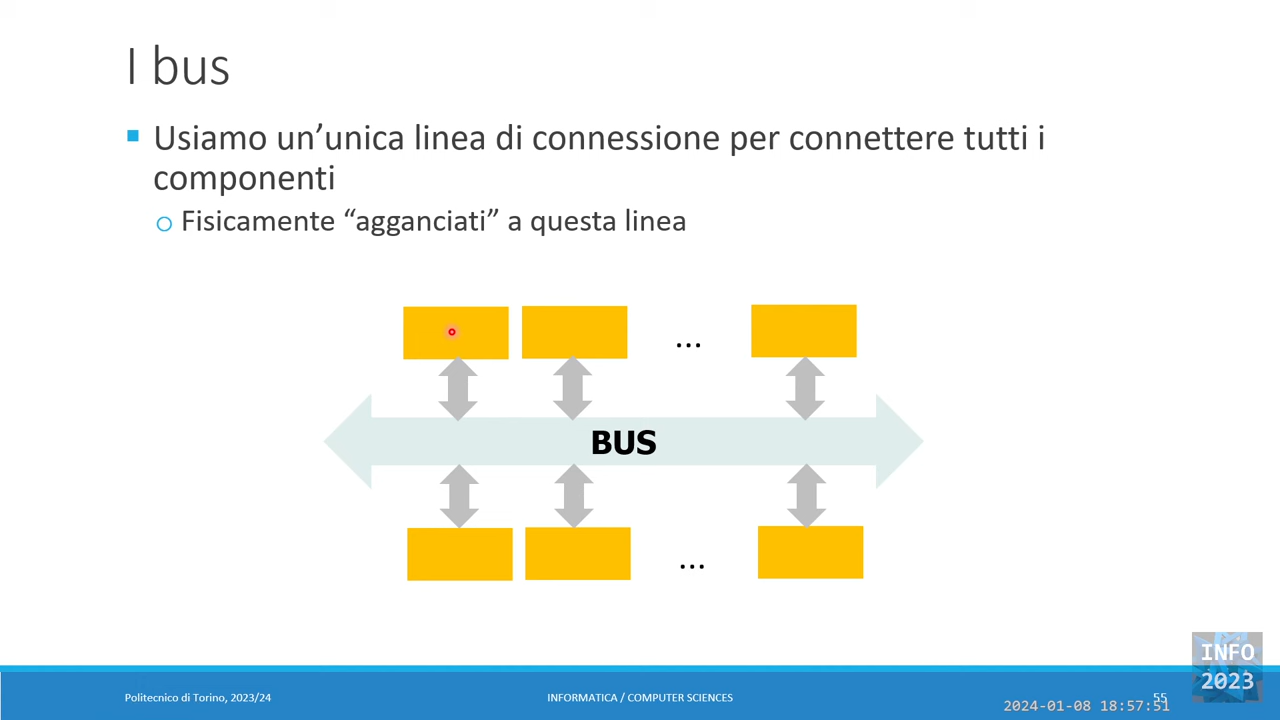 I bus
Usiamo un’unica linea di connessione per connettere tutti i
componenti
Fisicamente “agganciati” a questa linea
...
BUS
...
INFO
2023
Politecnico di Torino, 2023/24
INFORMATICA / COMPUTER SCIENCES
55
2024-01-08 18:57:51